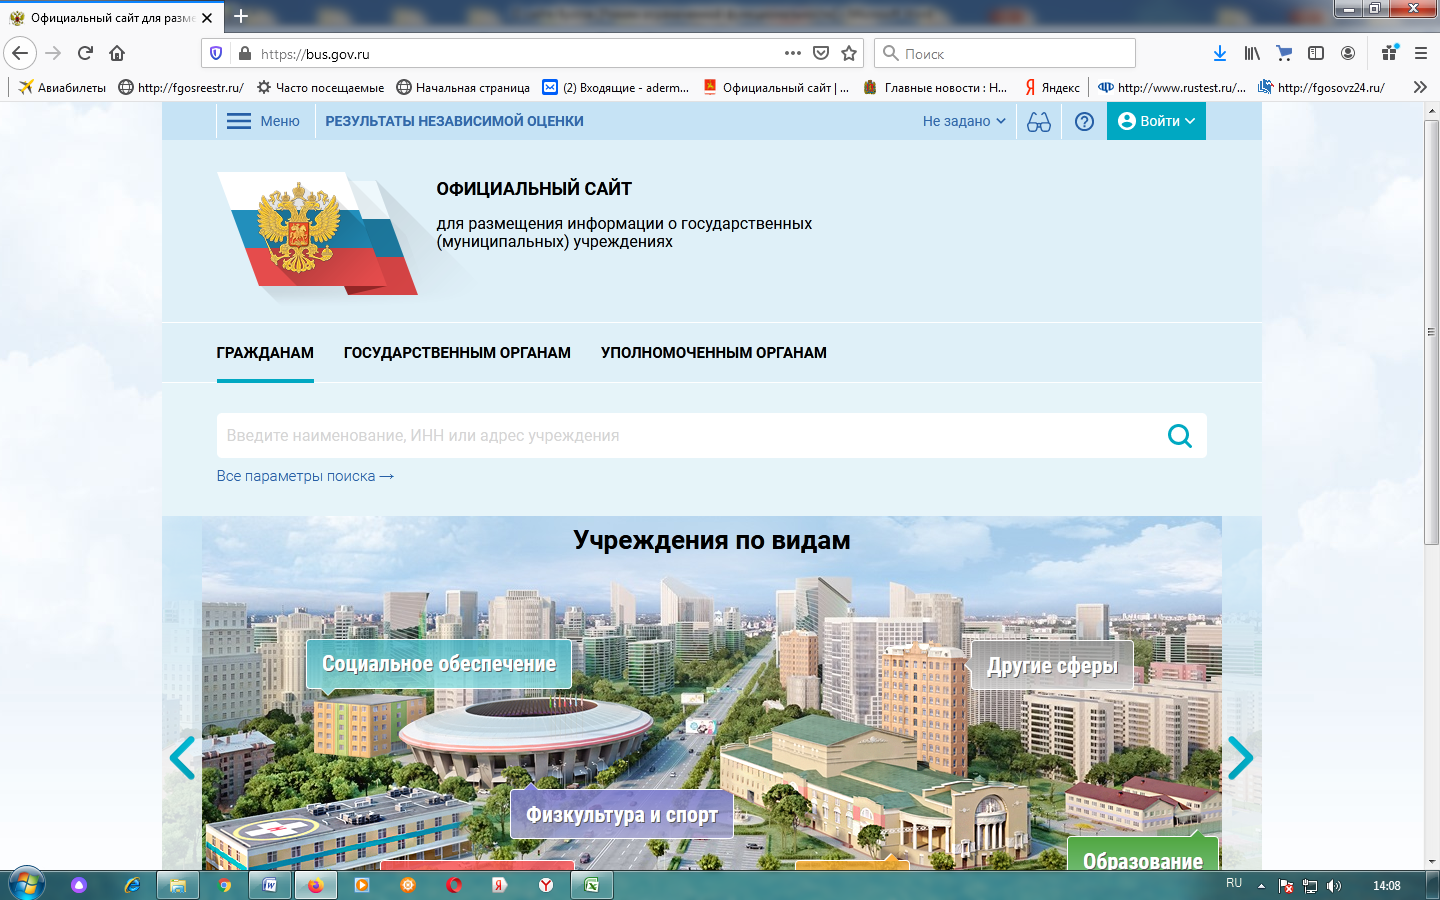 Официальный сайт для разме
https://bus.gov.ru
Поиск
Авиабилеты
http://fgosreestr.ru/
Часто посещаемые
Начальная страница
(2) Входящие - aderm...
Официальный сайт | ...
Главные новости : Н...
Яндекс
http://www.rustest.ru/...
http://fgosovz24.ru/
Меню
РЕЗУЛЬТАТЫ НЕЗАВИСИМОЙ ОЦЕНКИ
Не задано
Войти
ОФИЦИАЛЬНЫЙ САЙТ
для размещения информации о государственных
(муниципальных) учреждениях
ГРАЖДАНАМ
ГОСУДАРСТВЕННЫМ ОРГАНАМ
УПОЛНОМОЧЕННЫМ ОРГАНАМ
Введите наименование, ИНН или адрес учреждения
Все параметры поиска →
Учреждения по видам
Социальное обеспечение
Другие сферы
Физкультура и спорт
Образование
RU
14:08